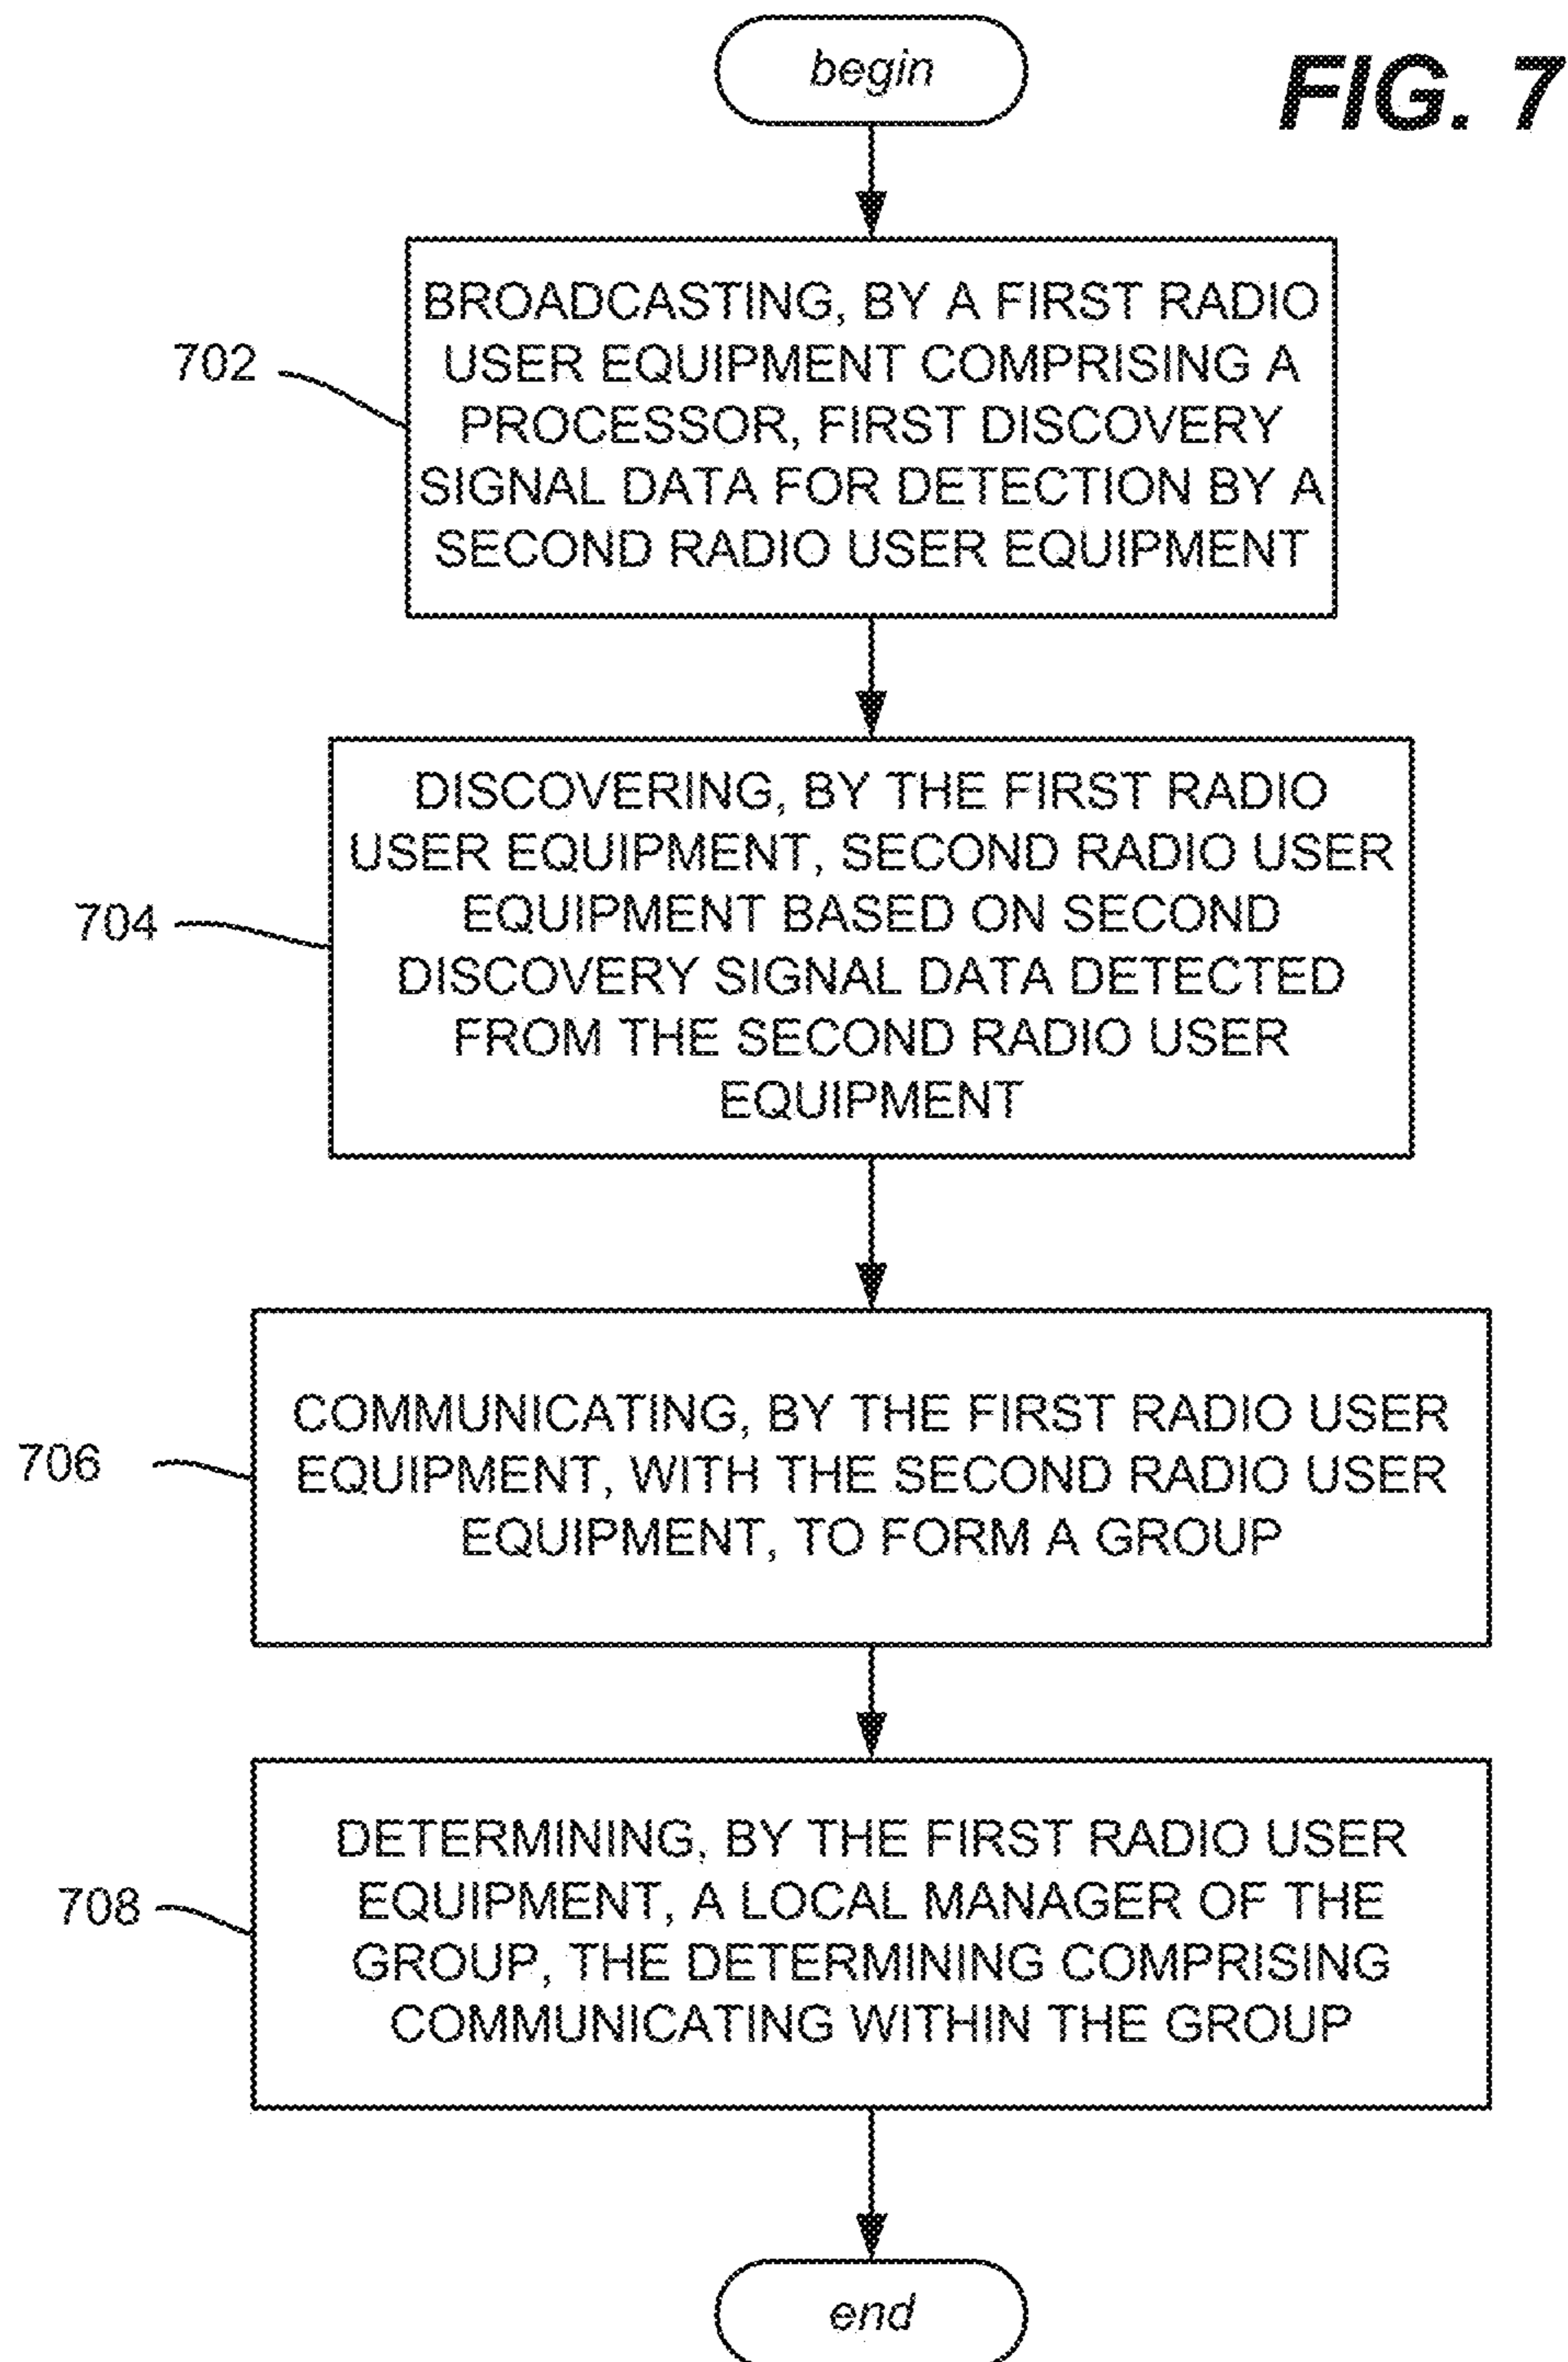 begin
FIG. 7
702
BROADCASTING, BY A FIRST RADIO
USER EQUIPMENT COMPRISING A
PROCESSOR, FIRST DISCOVERY
SIGNAL DATA FOR DETECTION BY A
SECOND RADIO USER EQUIPMENT
704
DISCOVERING, BY THE FIRST RADIO
USER EQUIPMENT, SECOND RADIO USER
EQUIPMENT BASED ON SECOND
DISCOVERY SIGNAL DATA DETECTED
FROM THE SECOND RADIO USER
EQUIPMENT
706
COMMUNICATING, BY THE FIRST RADIO USER
EQUIPMENT, WITH THE SECOND RADIO USER
EQUIPMENT, TO FORM A GROUP
708
DETERMINING, BY THE FIRST RADIO USER
EQUIPMENT, A LOCAL MANAGER OF THE
GROUP, THE DETERMINING COMPRISING
COMMUNICATING WITHIN THE GROUP
end